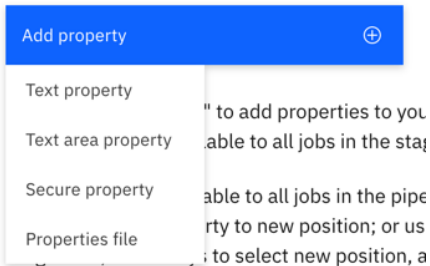 Add property
Text property
" to add properties to you
Text area property
able to all jobs in the sta
Secure property
able to all jobs in the pipe
rty to new position; or us
Properties file
s to select new position, a